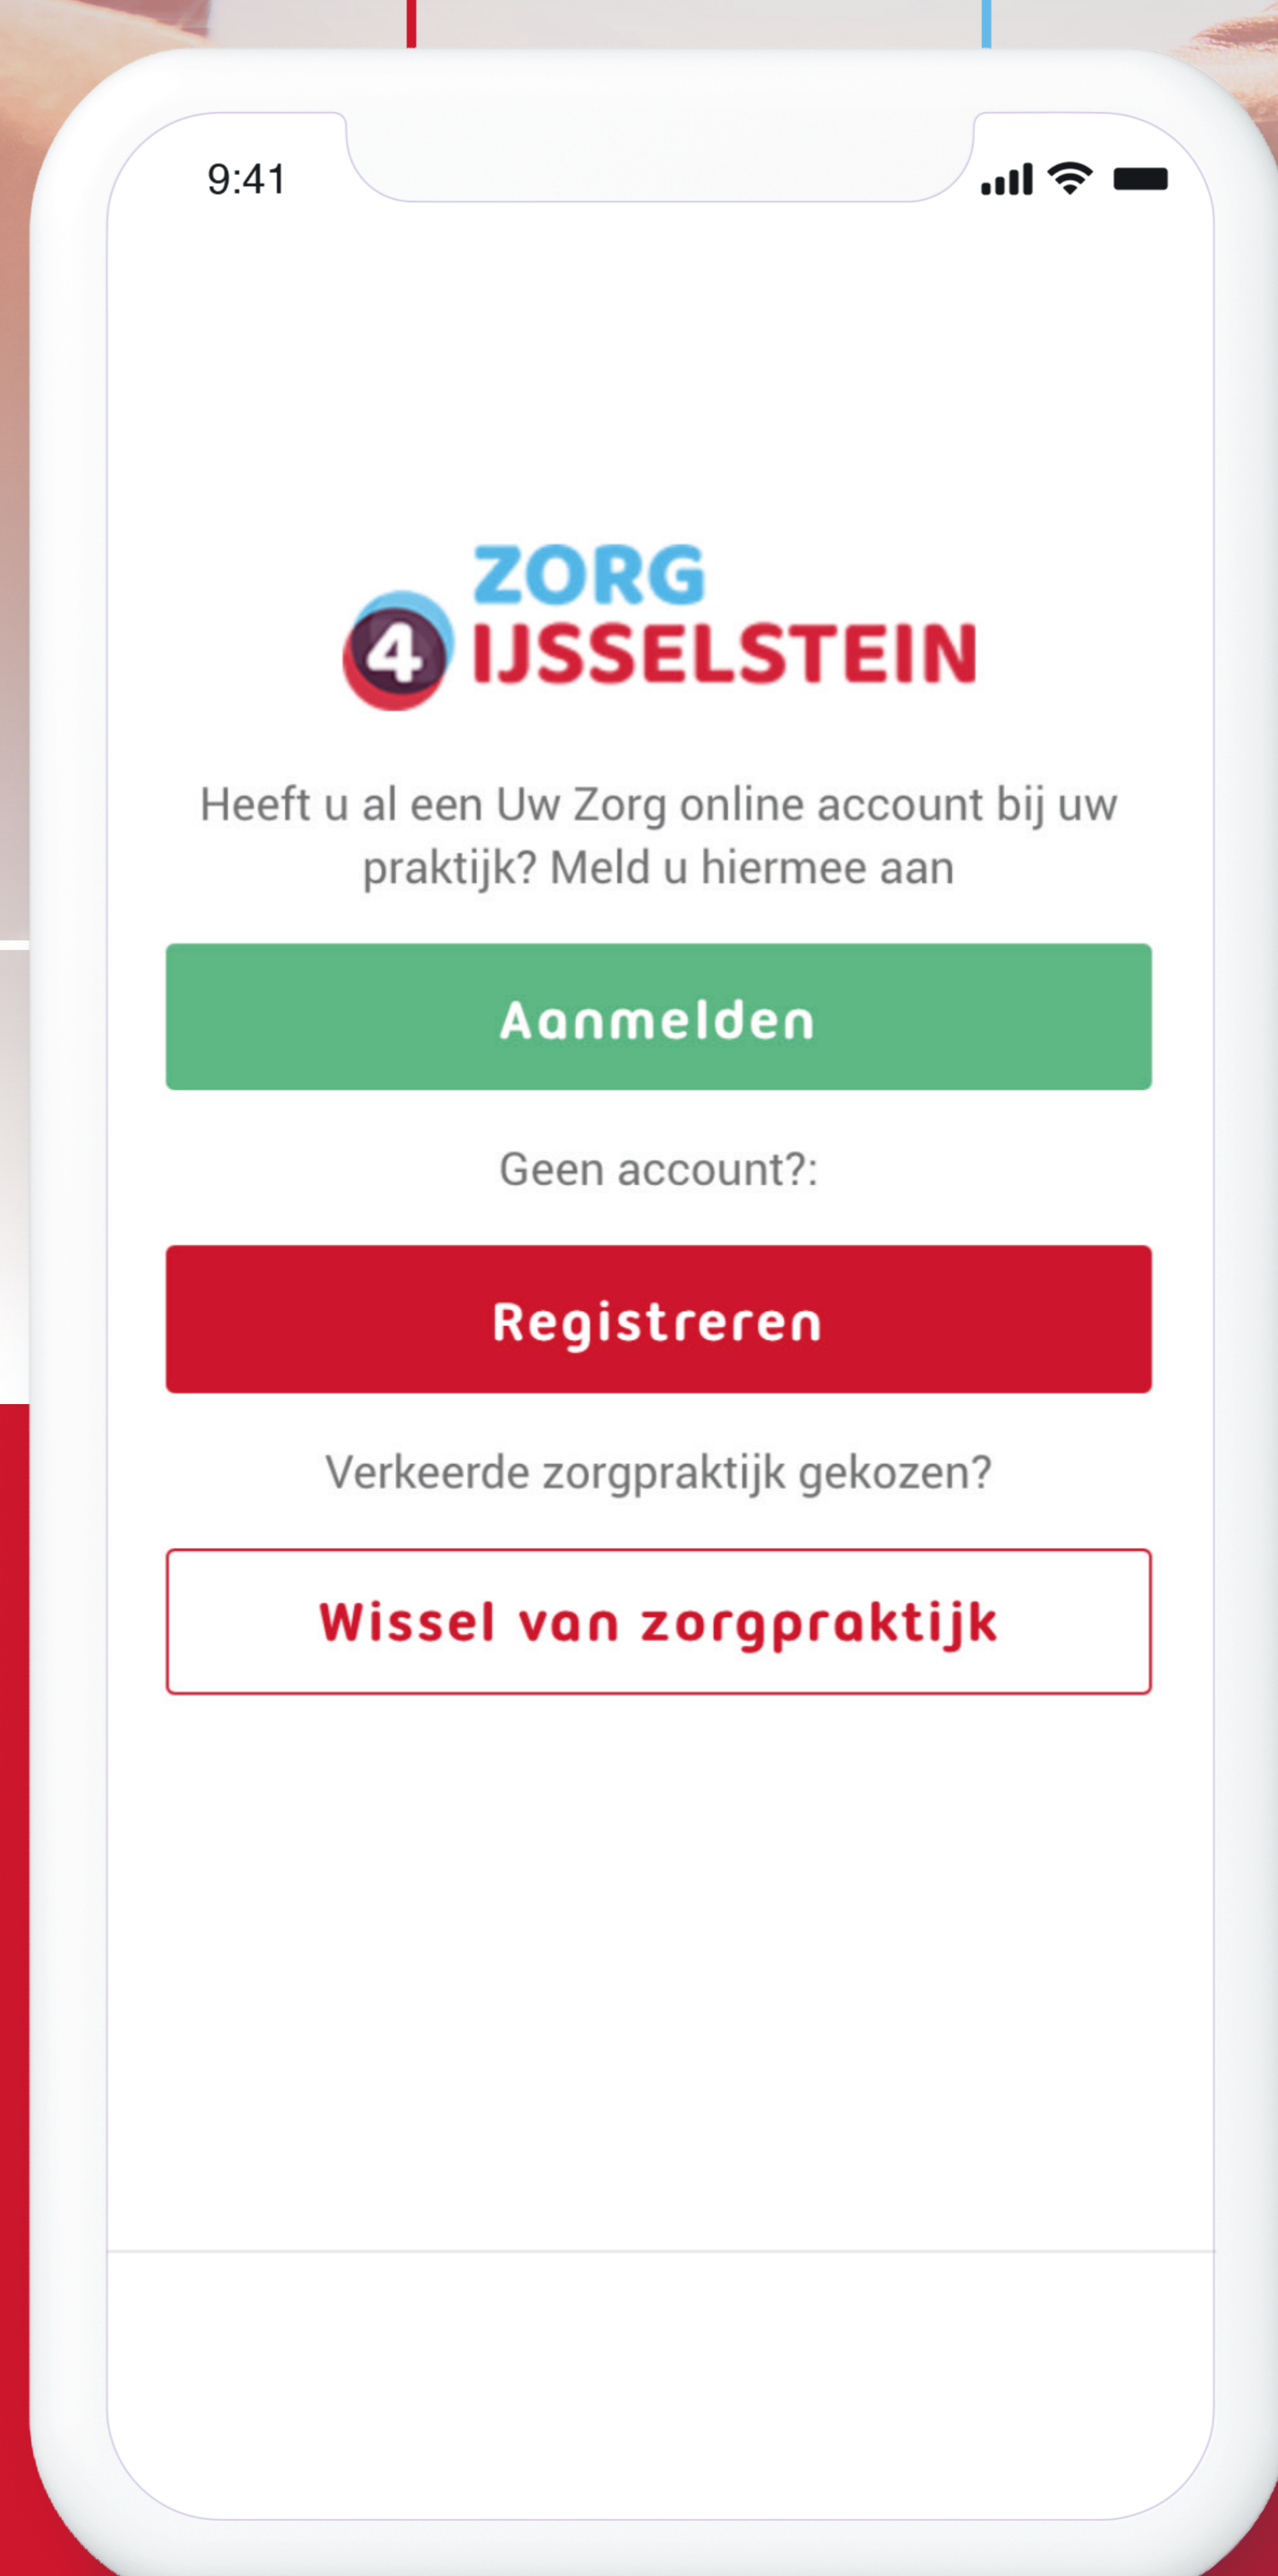 9:41
ZORG
4 IJSSELSTEIN
Heeft u al een Uw Zorg online account bij uw
praktijk? Meld u hiermee aan
Aanmelden
Geen account?:
Registreren
Verkeerde zorgpraktijk gekozen?
Wissel van zorgpraktijk